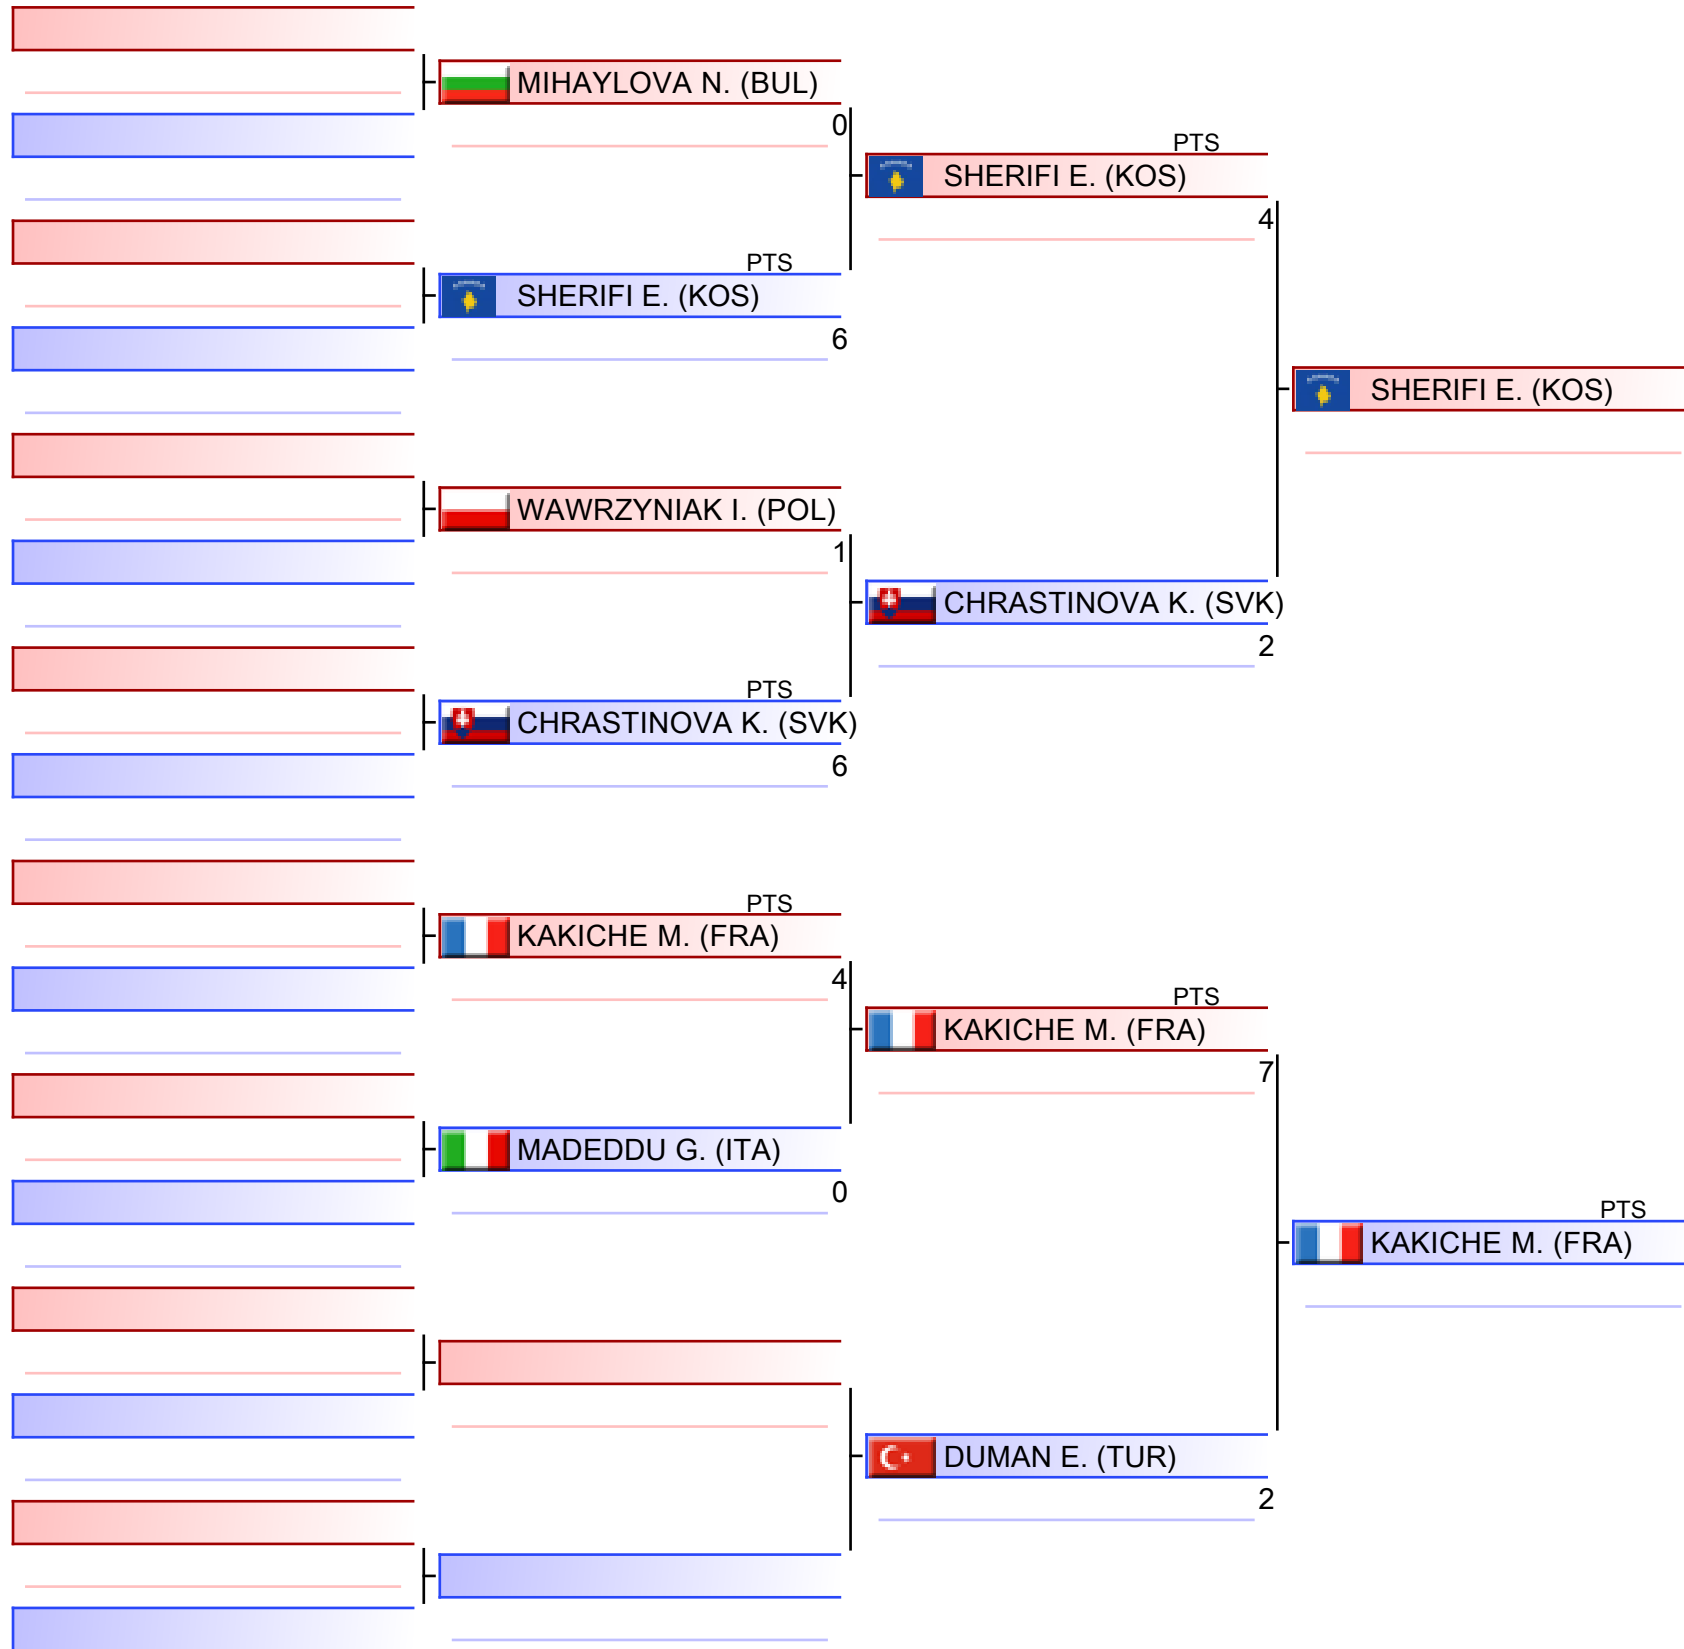 MIHAYLOVA N. (BUL)
0
PTS
SHERIFI E. (KOS)
4
PTS
SHERIFI E. (KOS)
6
SHERIFI E. (KOS)
WAWRZYNIAK I. (POL)
1
CHRASTINOVA K. (SVK)
2
PTS
CHRASTINOVA K. (SVK)
6
PTS
KAKICHE M. (FRA)
4
PTS
KAKICHE M. (FRA)
7
MADEDDU G. (ITA)
0
PTS
KAKICHE M. (FRA)
DUMAN E. (TUR)
2